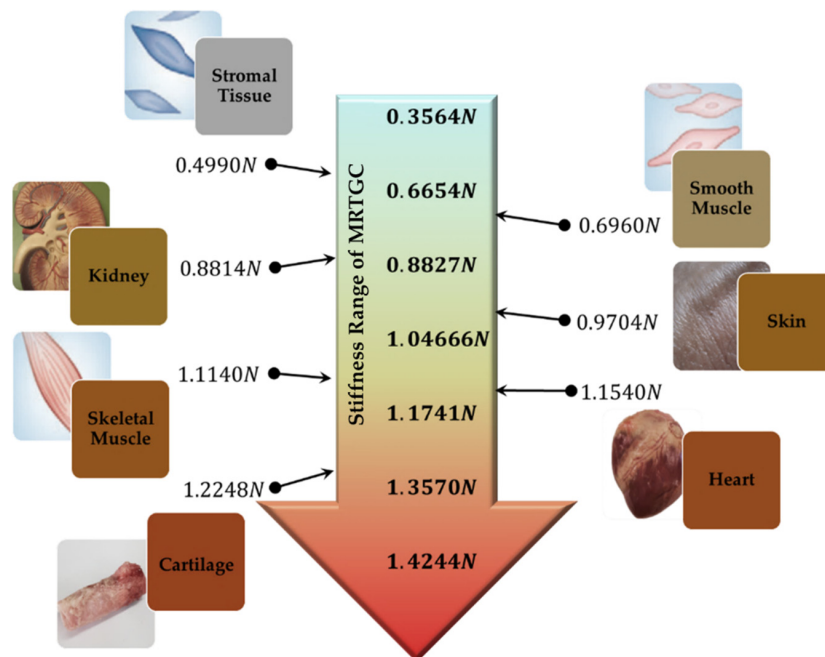 Stromal
Tissue
0.4990N
Kidney
0.8814N
Skeletal
Muscle
1.1140N
1.2248N
Cartilage
Stiffness Range of MRTGC
0.3564N
0.6654N
0.8827N
1.04666N
1.1741N
1.3570N
1.4244N
Smooth
Muscle
0.6960N
Skin
0.9704N
1.1540N
Heart